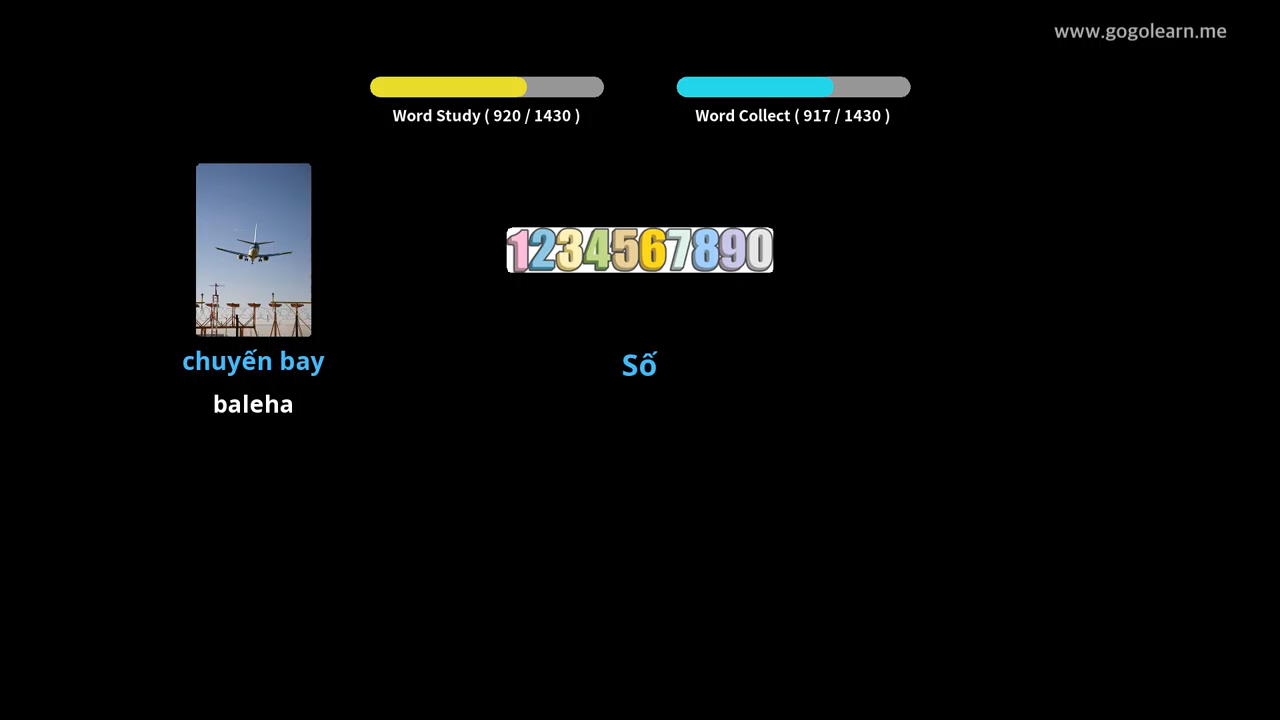 www.gogolearn.me
Word Study ( 920 / 1430 )
Word Collect ( 917 / 1430 )
1234567890
chuyến bay
Số
baleha